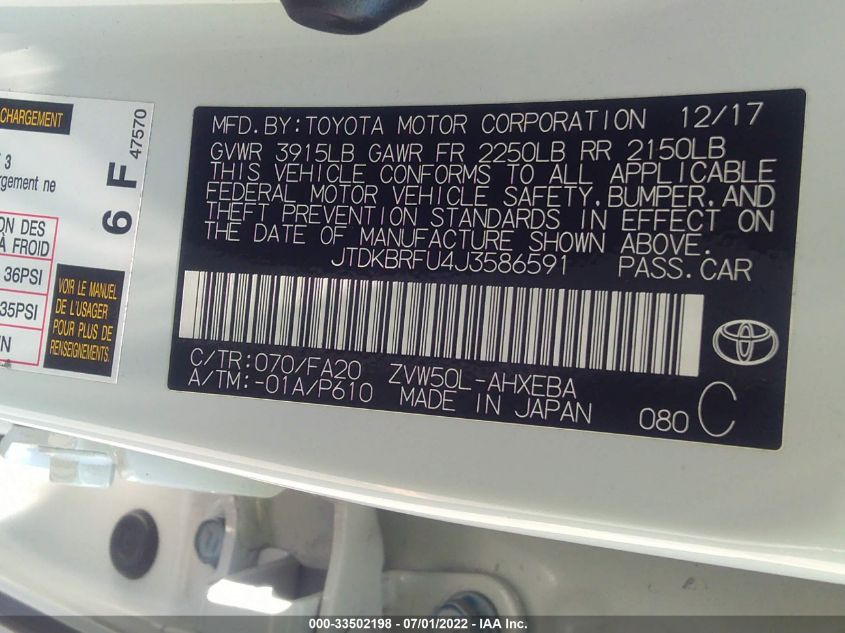 CHARGEMENT
3
rgement ne
6 F
47570
ON DES
À FROID
36PSI
35PSI
EN
VOIR LE MANUEL
DE L'USAGER
POUR PLUS DE
RENSEIGNEMENTS.
MFD.BY:TOYOTA MOTOR CORPORATION 12/17
GVWR 3915LB GAWR FR 2250LB RR 2150LB
THIS VEHICLE CONFORMS TO ALL APPLICABLE
FEDERAL MOTOR VEHICLE SAFETY,BUMPER,AND
THEFT PREVENTION STANDARDS IN EFFECT ON
THE DATE OF MANUFACTURE SHOWN ABOVE.
JTDKBRFU4J3586591 PASS.CAR
C/TR:070/FA20 ZVW50L-AHXEBA
A/TM:-01A/P610 MADE IN JAPAN
080 C
000-33502198 - 07/01/2022 - IAA Inc.